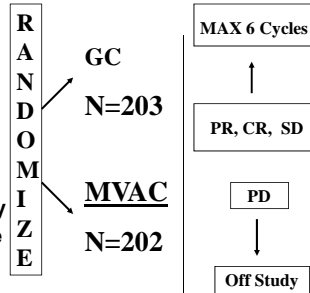 R
A
N
D
O
M
I
Z
E
GC
N=203
MVAC
N=202
MAX 6 Cycles
PR, CR, SD
PD
Off Study